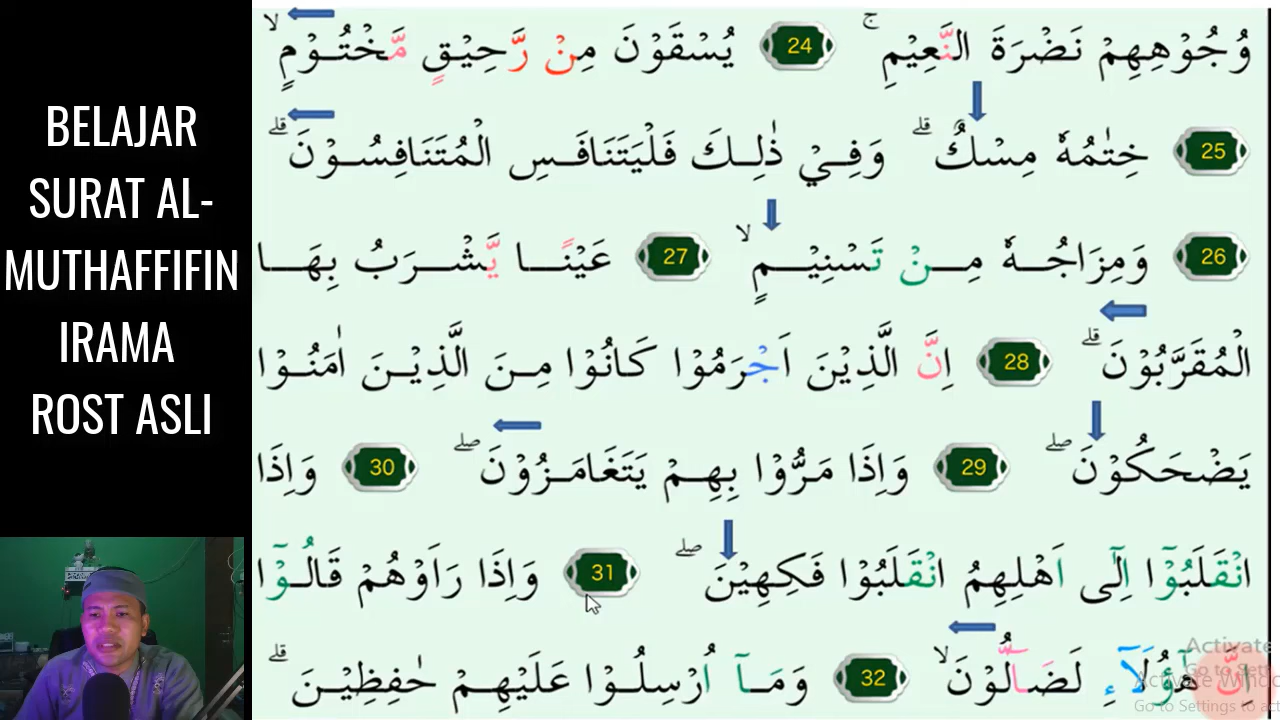 BELAJAR
SURAT AL-
MUTHAFFIFIN
IRAMA
ROST ASLI
وُجُوْهِهِمْ نَضْرَةَ النَّعِيْمِ ۚ 24 يُسْقَوْنَ مِنْ رَّحِيْقٍ مَّخْتُوْمٍ ۙ
25 خِتٰمُهٗ مِسْكٌ ۗ وَفِيْ ذٰلِكَ فَلْيَتَنَافَسِ الْمُتَنَافِسُوْنَ ۗ
26 وَمِزَاجُهٗ مِنْ تَسْنِيْمٍ ۙ 27 عَيْنًا يَّشْرَبُ بِهَا
الْمُقَرَّبُوْنَ ۗ 28 اِنَّ الَّذِيْنَ اَجْرَمُوْا كَانُوْا مِنَ الَّذِيْنَ اٰمَنُوْا
يَضْحَكُوْنَ ۖ 29 وَاِذَا مَرُّوْا بِهِمْ يَتَغَامَزُوْنَ ۖ 30 وَاِذَا
انْقَلَبُوْٓا اِلٰٓى اَهْلِهِمُ انْقَلَبُوْا فَكِهِيْنَ ۖ 31 وَاِذَا رَاَوْهُمْ قَالُوْٓا
اِنَّ هٰٓؤُلَاۤءِ لَضَاۤلُّوْنَ ۙ 32 وَمَآ اُرْسِلُوْا عَلَيْهِمْ حٰفِظِيْنَ ۗ